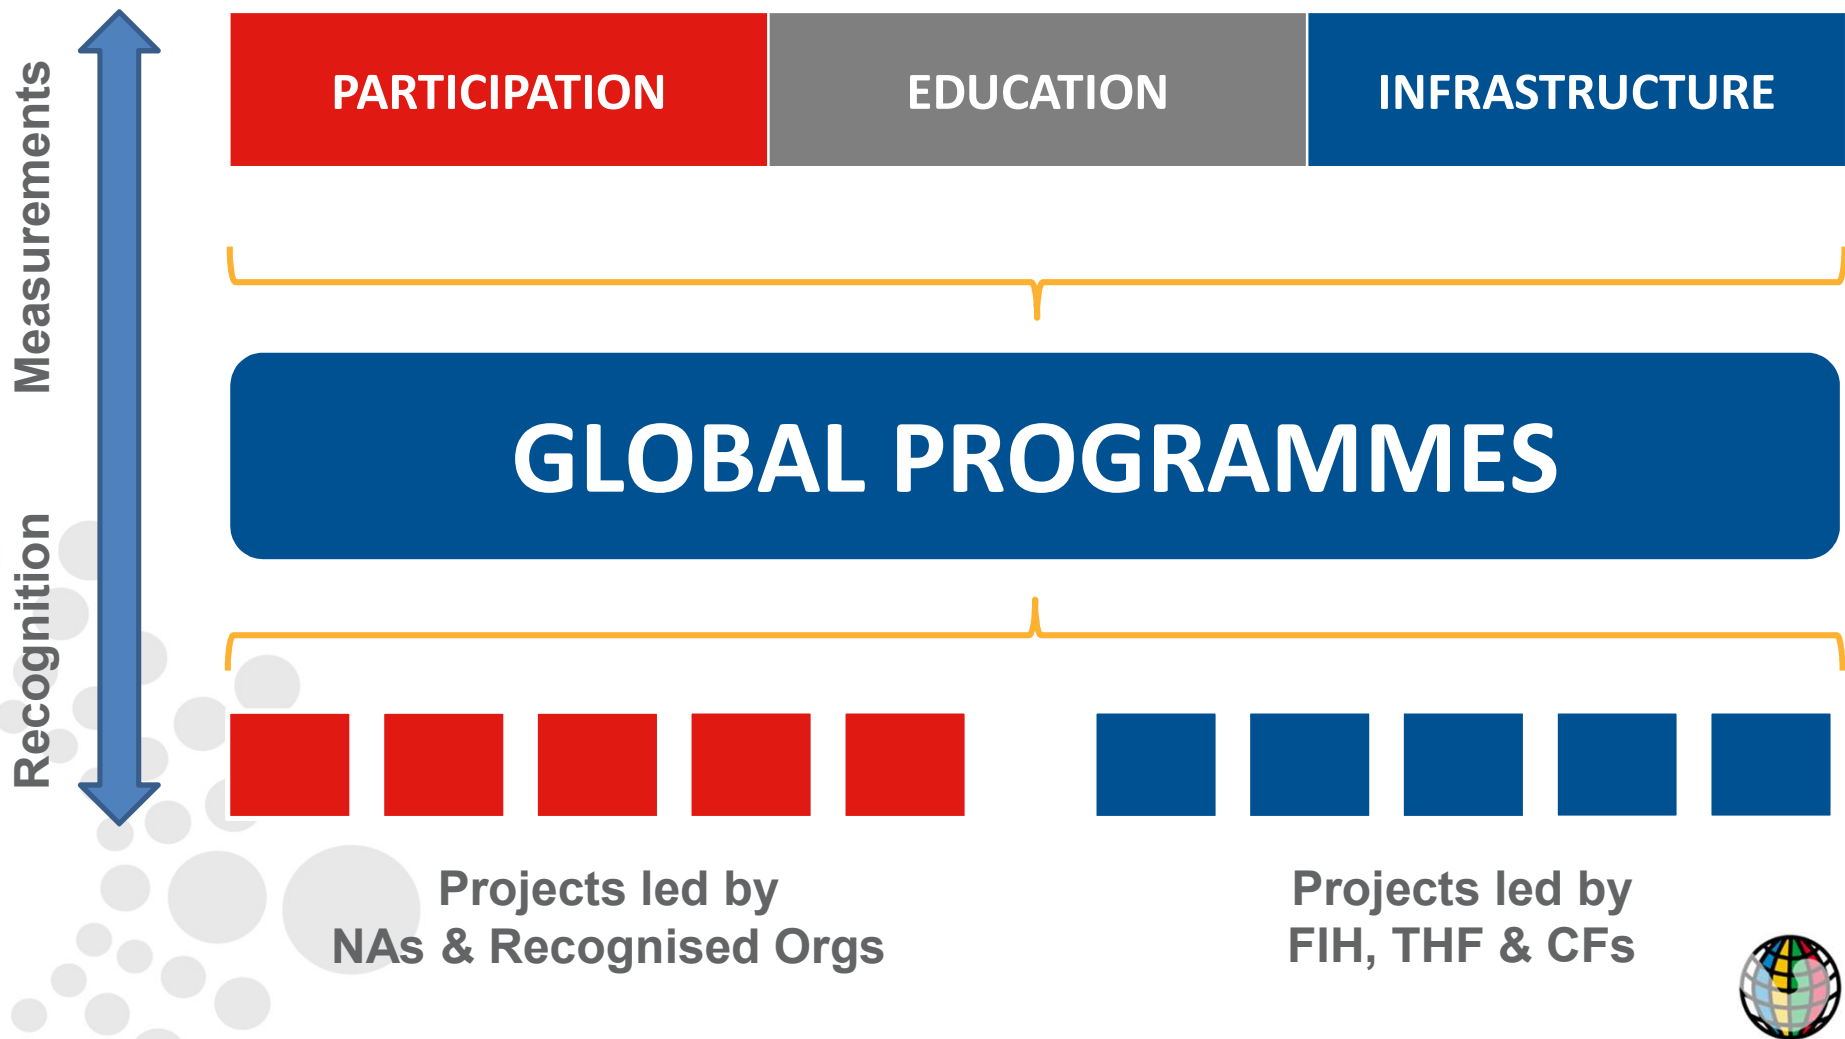 Measurements
Recognition
PARTICIPATION
EDUCATION
INFRASTRUCTURE
GLOBAL PROGRAMMES
Projects led by
NAs & Recognised Orgs
Projects led by
FIH, THF & CFs